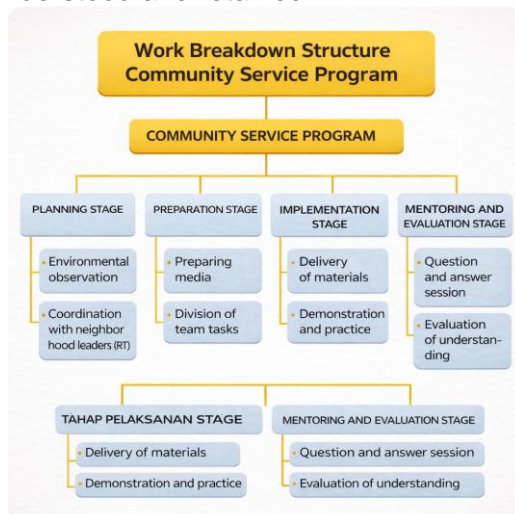 Work Breakdown Structure
Community Service Program
COMMUNITY SERVICE PROGRAM
PLANNING STAGE
• Environmental
observation
• Coordination
with neighbor
hood leaders (RT)
PREPARATION STAGE
• Preparing
media
• Division of
team tasks
IMPLEMENTATION
STAGE
• Delivery
of materials
• Demonstration
and practice
MENTORING AND
EVALUATION STAGE
• Question
and answer
session
• Evaluation
of understan-
ding
TAHAP PELAKSANAN STAGE
• Delivery of materials
• Demonstration and practice
MENTORING AND EVALUATION STAGE
• Question and answer session
• Evaluation of understanding